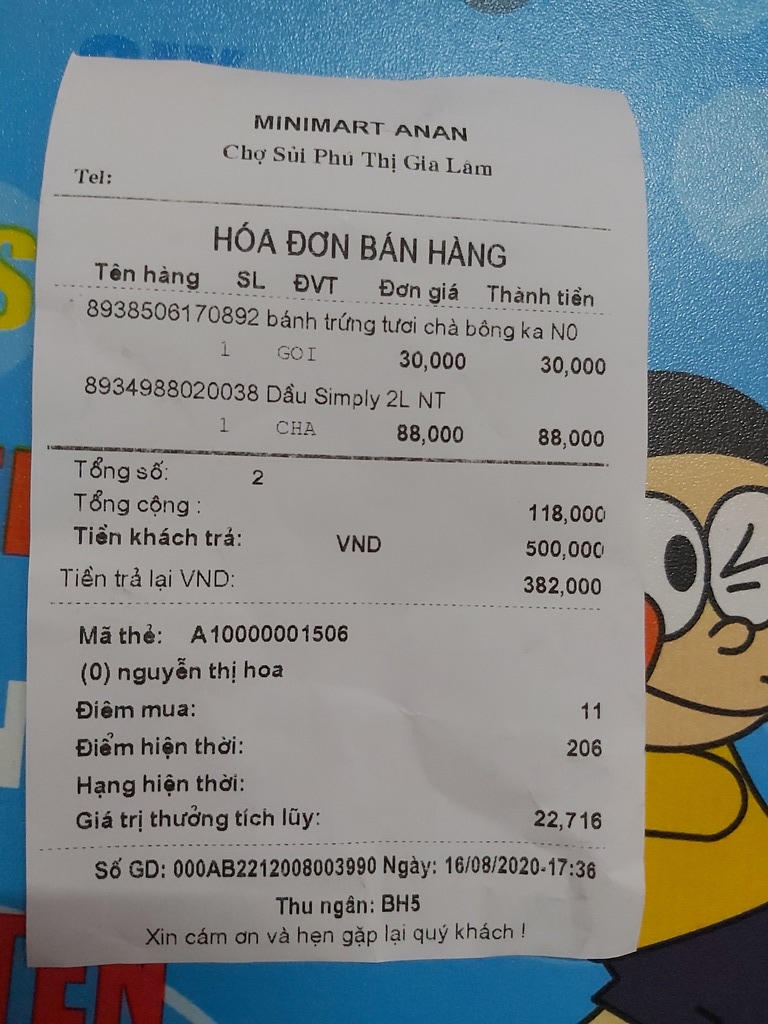 MINIMART ANAN
Chợ Sủi Phú Thị Gia Lâm
Tel:
HÓA ĐƠN BÁN HÀNG
Tên hàng SL ĐVT Đơn giá Thành tiền
8938506170892 bánh trứng tươi chà bông ka N0
1 GOI 30,000 30,000
8934988020038 Dầu Simply 2L NT
1 CHA 88,000 88,000
Tổng số: 2
Tổng cộng : 118,000
Tiền khách trả: VND 500,000
Tiền trả lại VND: 382,000
Mã thẻ: A10000001506
(0) nguyễn thị hoa
Điểm mua: 11
Điểm hiện thời: 206
Hạng hiện thời:
Giá trị thưởng tích lũy: 22,716
Số GD: 000AB2212008003990 Ngày: 16/08/2020-17:36
Thu ngân: BH5
Xin cám ơn và hẹn gặp lại quý khách !
TEN